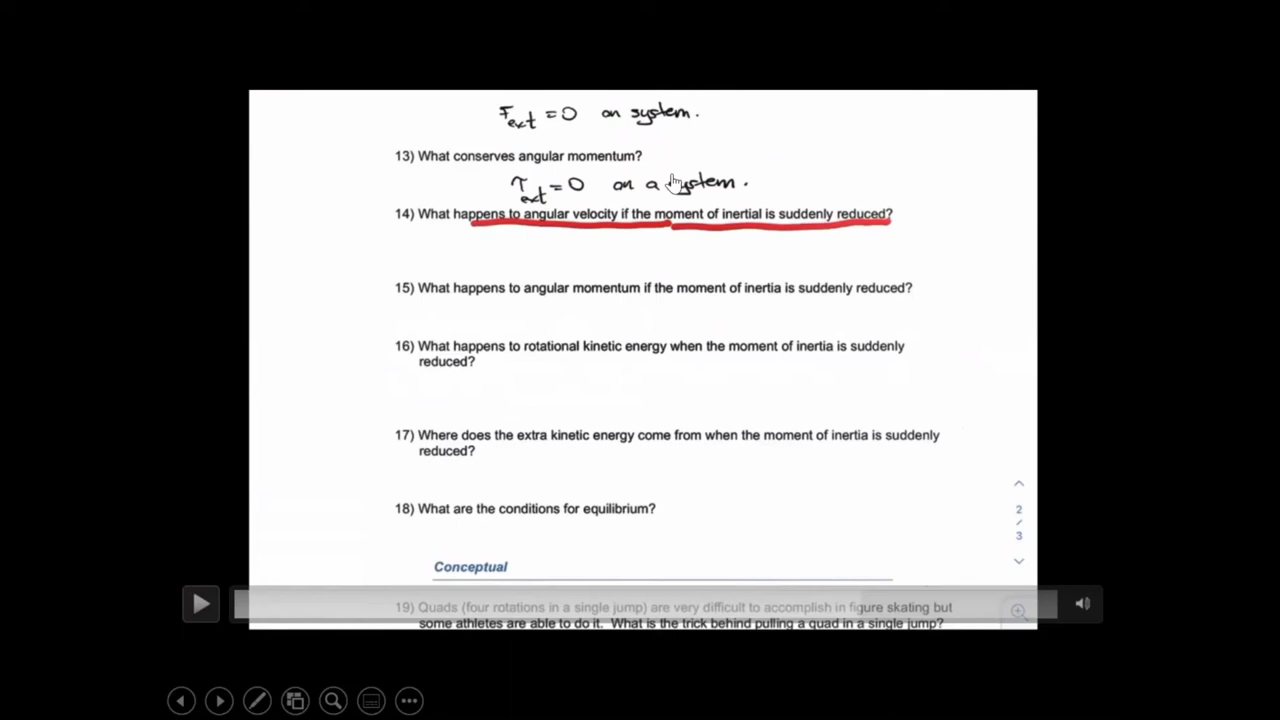 F ext = 0 on system.
13) What conserves angular momentum?
τ ext = 0 on a system.
14) What happens to angular velocity if the moment of inertial is suddenly reduced?
15) What happens to angular momentum if the moment of inertia is suddenly reduced?
16) What happens to rotational kinetic energy when the moment of inertia is suddenly
reduced?
17) Where does the extra kinetic energy come from when the moment of inertia is suddenly
reduced?
2
/
3
18) What are the conditions for equilibrium?
Conceptual
19) Quads (four rotations in a single jump) are very difficult to accomplish in figure skating but
some athletes are able to do it. What is the trick behind pulling a quad in a single jump?